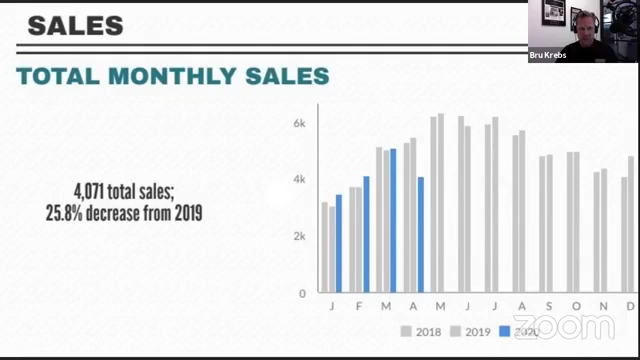 SALES
Bru Krebs
TOTAL MONTHLY SALES
4,071 total sales;
25.8% decrease from 2019
6k
4k
2k
0
J F M A M J J A S O N D
2018 2019 2020
zoom